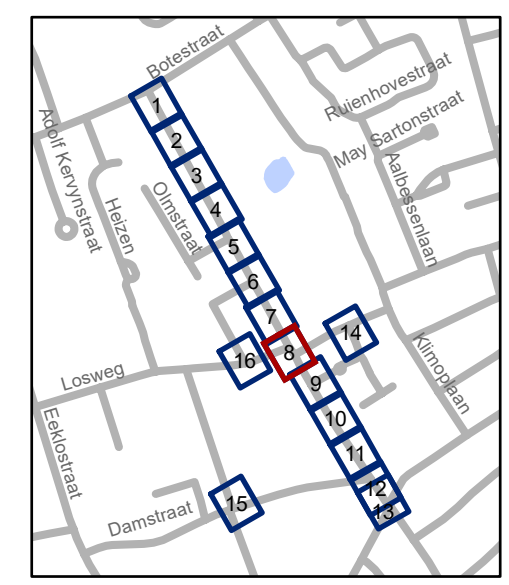 Botestraat
1
Ruienhovestraat
Adolf Kervynstraat
May Sartonstraat
2
Aalbessenlaan
3
Olmstraat
Heizen
4
5
6
7
14
8
16
Klimoplaan
Losweg
9
Eeklostraat
10
11
12
15
13
Damstraat